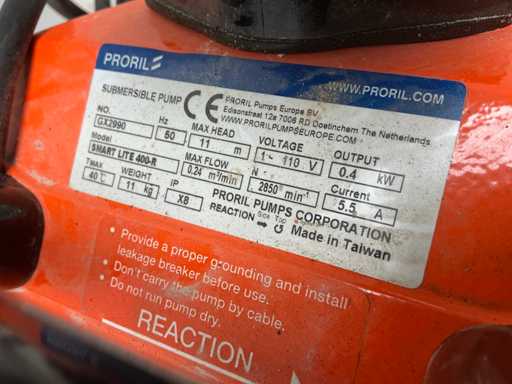 PRORIL
WWW.PRORIL.COM
SUBMERSIBLE PUMP
CE
PRORIL Pumps Europe BV
Edisonstraat 12a 7006 RD Doetinchem The Netherlands
WWW.PRORILPUMPSEUROPE.COM
NO. GX2990
Hz 50
MAX HEAD 11 m
VOLTAGE 1~ 110 V
OUTPUT 0.4 kW
Model SMART LITE 400-R
MAX FLOW 0.24 m³/min
N 2850 min⁻¹
Current 5.5 A
TMAX 40℃
WEIGHT 11 kg
IP X8
PRORIL PUMPS CORPORATION
REACTION Side Top
Made in Taiwan
• Provide a proper grounding and install
leakage breaker before use.
• Don't carry the pump by cable.
• Do not run pump dry.
REACTION